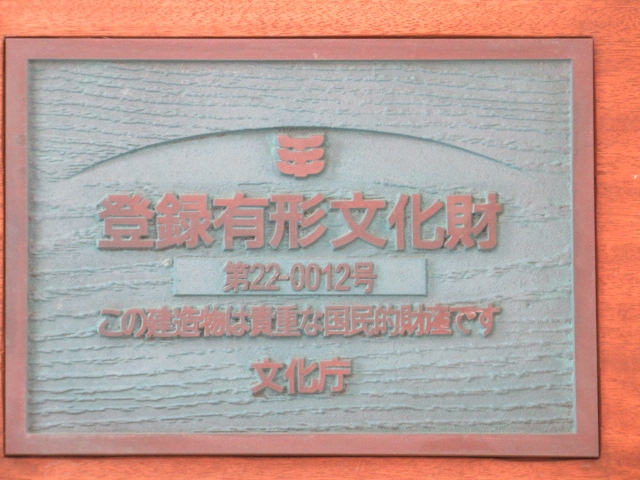 登録有形文化財
第22-0012号
この建造物は貴重な国民的財産です
文化庁